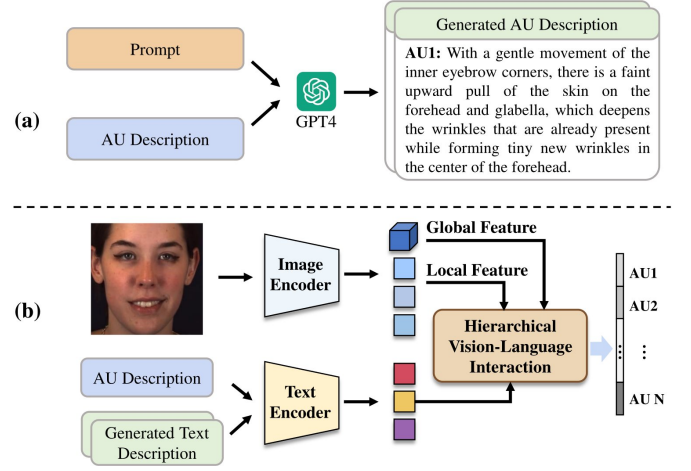 (a)
Prompt
AU Description
GPT4
Generated AU Description
AU1: With a gentle movement of the
inner eyebrow corners, there is a faint
upward pull of the skin on the
forehead and glabella, which deepens
the wrinkles that are already present
while forming tiny new wrinkles in
the center of the forehead.
(b)
Image
Encoder
Global Feature
Local Feature
Hierarchical
Vision-Language
Interaction
AU1
AU2
...
AU N
AU Description
Generated Text
Description
Text
Encoder